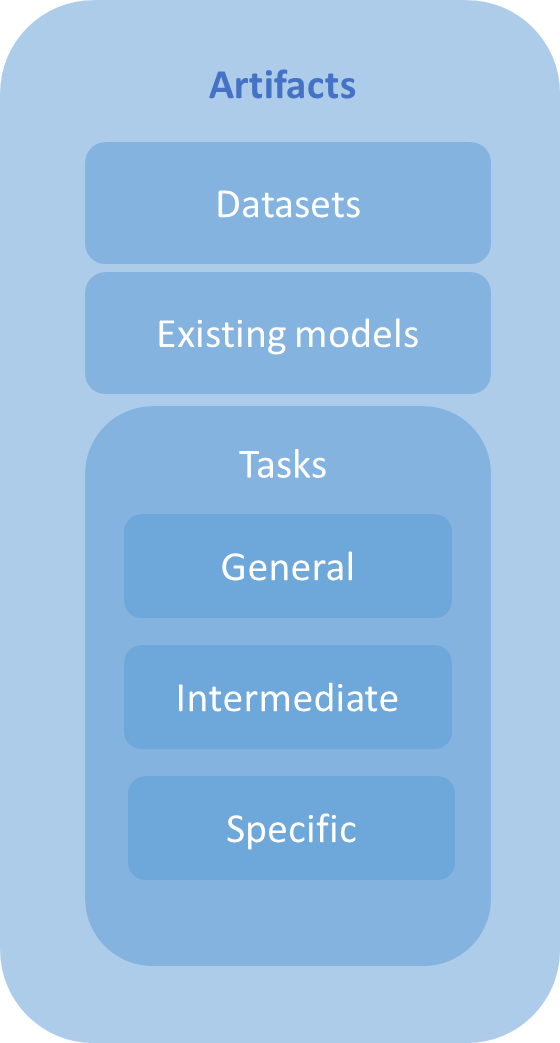 Artifacts
Datasets
Existing models
Tasks
General
Intermediate
Specific